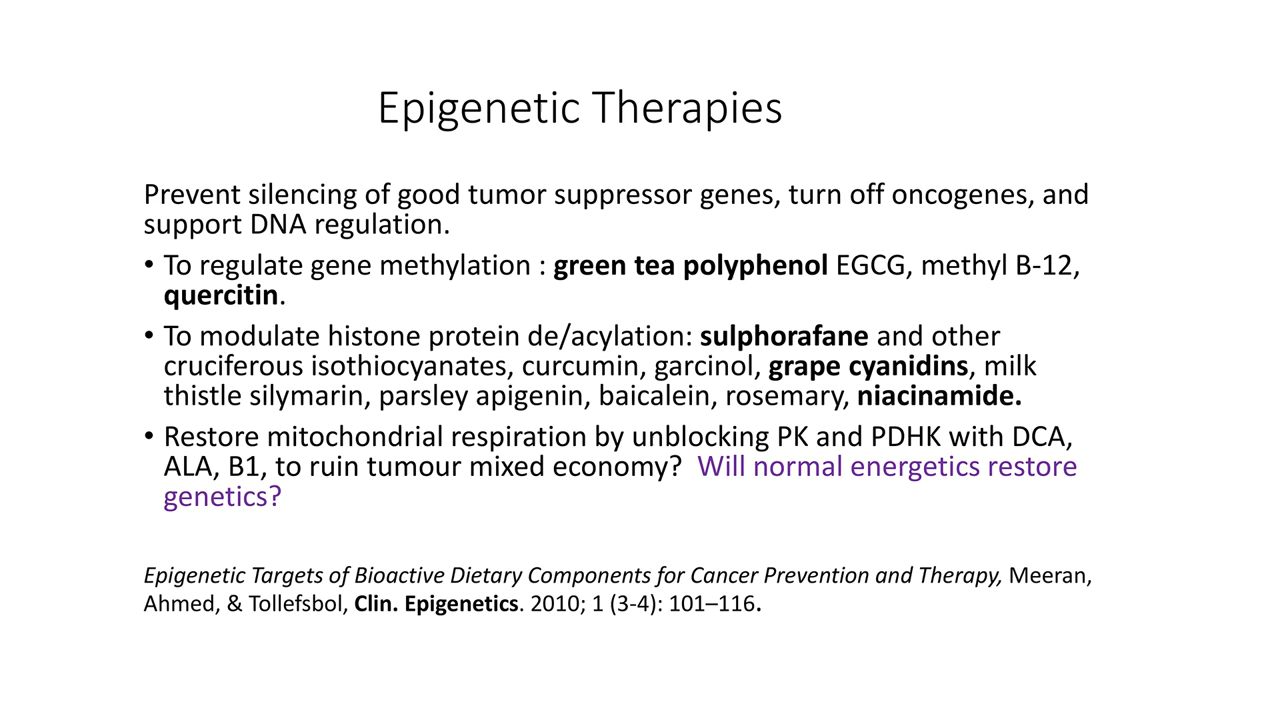 Epigenetic Therapies
Prevent silencing of good tumor suppressor genes, turn off oncogenes, and
support DNA regulation.
• To regulate gene methylation : green tea polyphenol EGCG, methyl B-12,
quercitin.
• To modulate histone protein de/acylation: sulphorafane and other
cruciferous isothiocyanates, curcumin, garcinol, grape cyanidins, milk
thistle silymarin, parsley apigenin, baicalein, rosemary, niacinamide.
• Restore mitochondrial respiration by unblocking PK and PDHK with DCA,
ALA, B1, to ruin tumour mixed economy?  Will normal energetics restore
genetics?
Epigenetic Targets of Bioactive Dietary Components for Cancer Prevention and Therapy, Meeran,
Ahmed, & Tollefsbol, Clin. Epigenetics. 2010; 1 (3-4): 101–116.